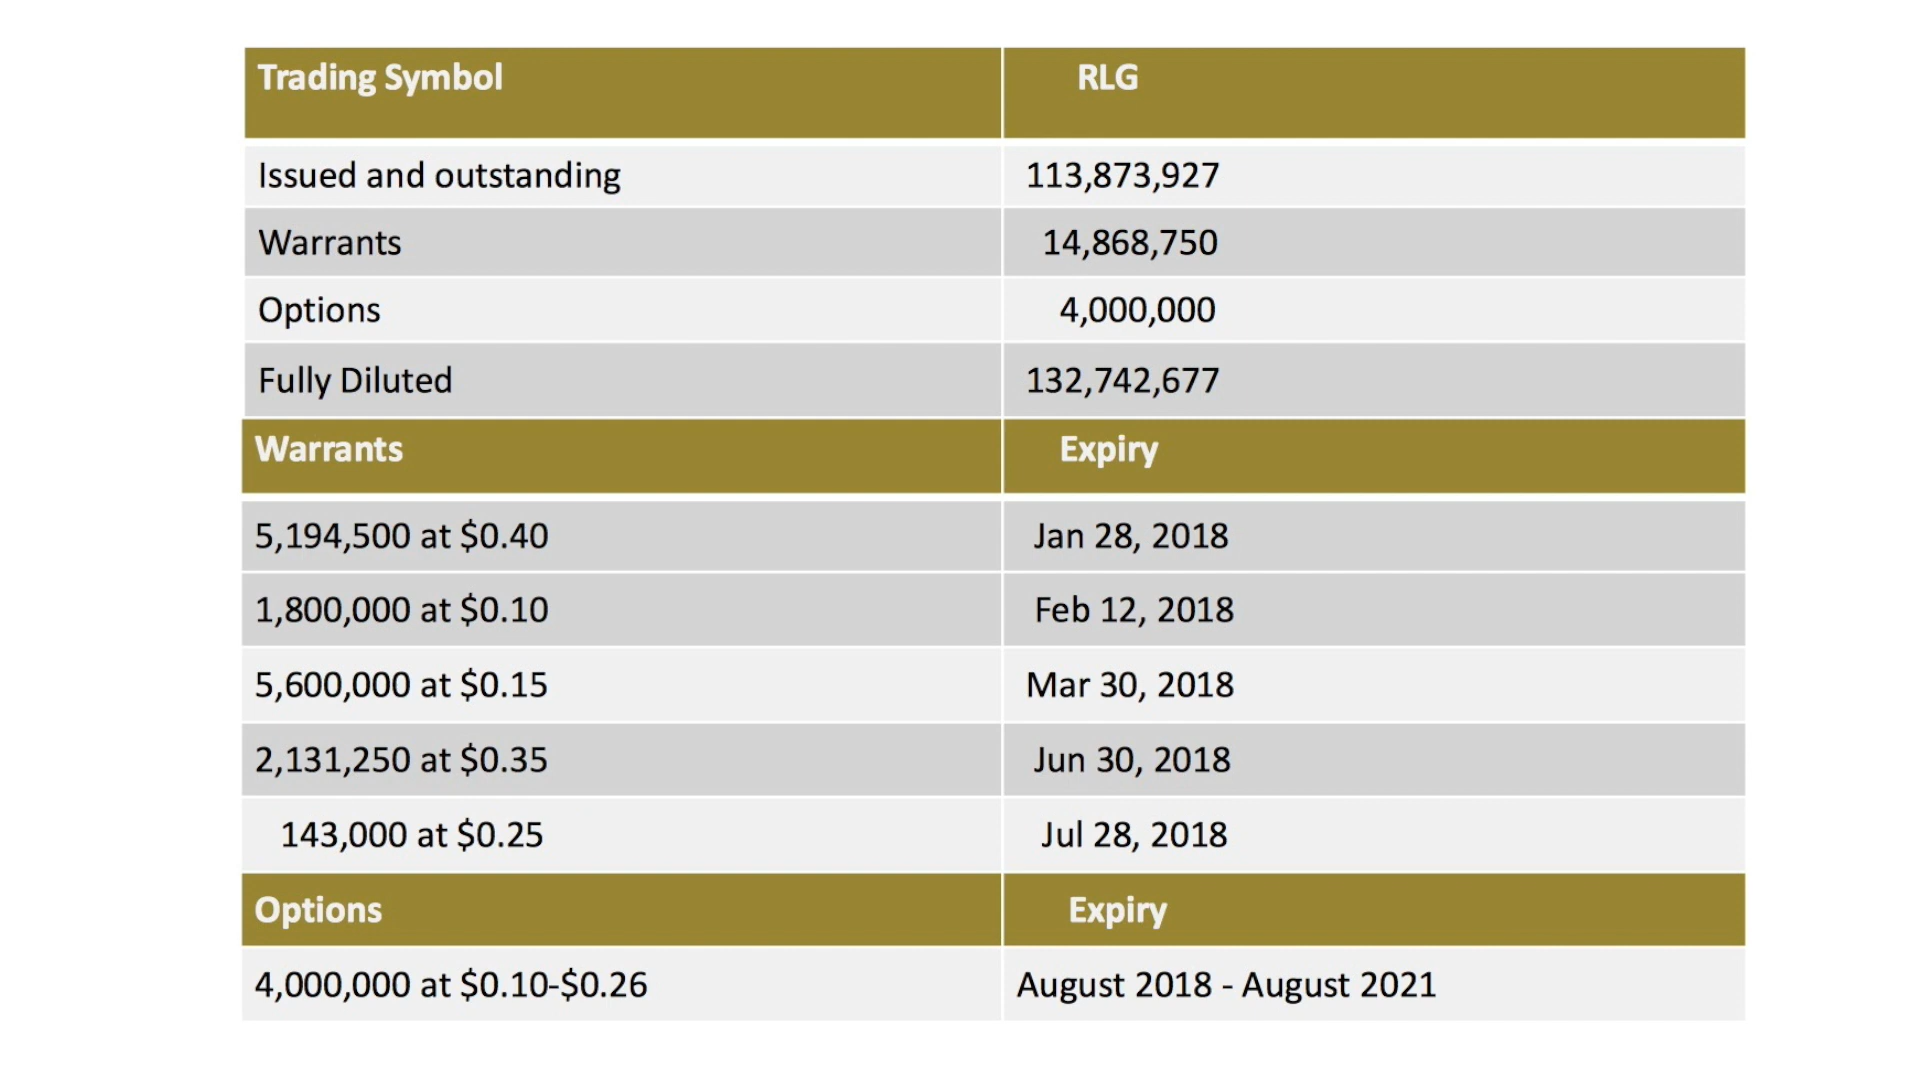 Trading Symbol RLG
Issued and outstanding 113,873,927
Warrants 14,868,750
Options 4,000,000
Fully Diluted 132,742,677
Warrants Expiry
5,194,500 at $0.40 Jan 28, 2018
1,800,000 at $0.10 Feb 12, 2018
5,600,000 at $0.15 Mar 30, 2018
2,131,250 at $0.35 Jun 30, 2018
143,000 at $0.25 Jul 28, 2018
Options Expiry
4,000,000 at $0.10-$0.26 August 2018 - August 2021